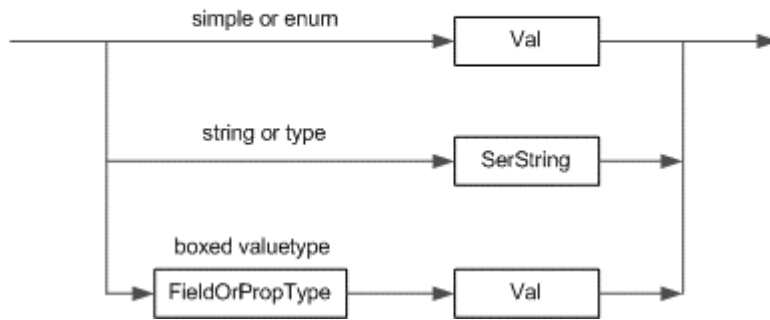 simple or enum
Val
string or type
SerString
boxed valuetype
FieldOrPropType
Val